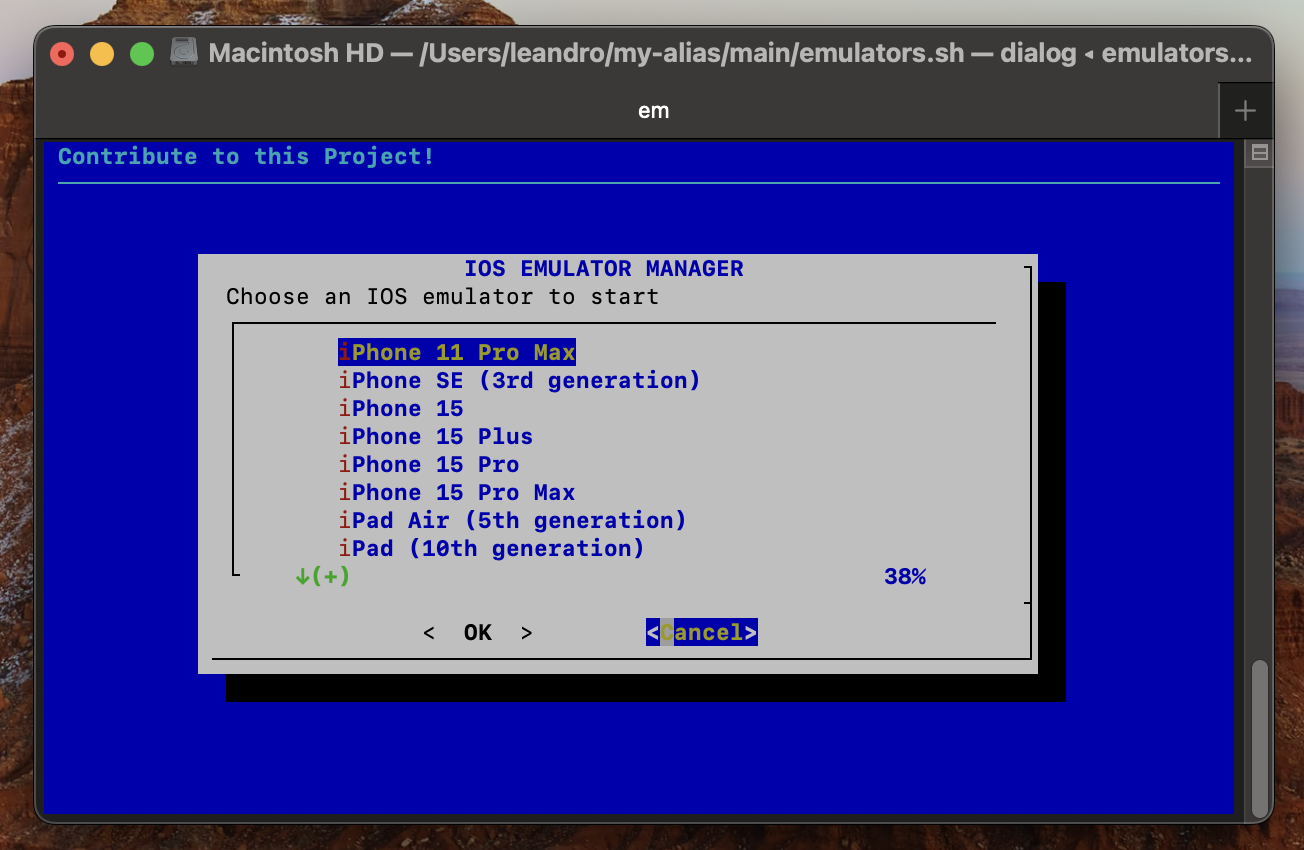 Macintosh HD — /Users/leandro/my-alias/main/emulators.sh — dialog ◂ emulators...
em
Contribute to this Project!
IOS EMULATOR MANAGER
Choose an IOS emulator to start
iPhone 11 Pro Max
iPhone SE (3rd generation)
iPhone 15
iPhone 15 Plus
iPhone 15 Pro
iPhone 15 Pro Max
iPad Air (5th generation)
iPad (10th generation)
↓(+) 38%
< OK > <Cancel>